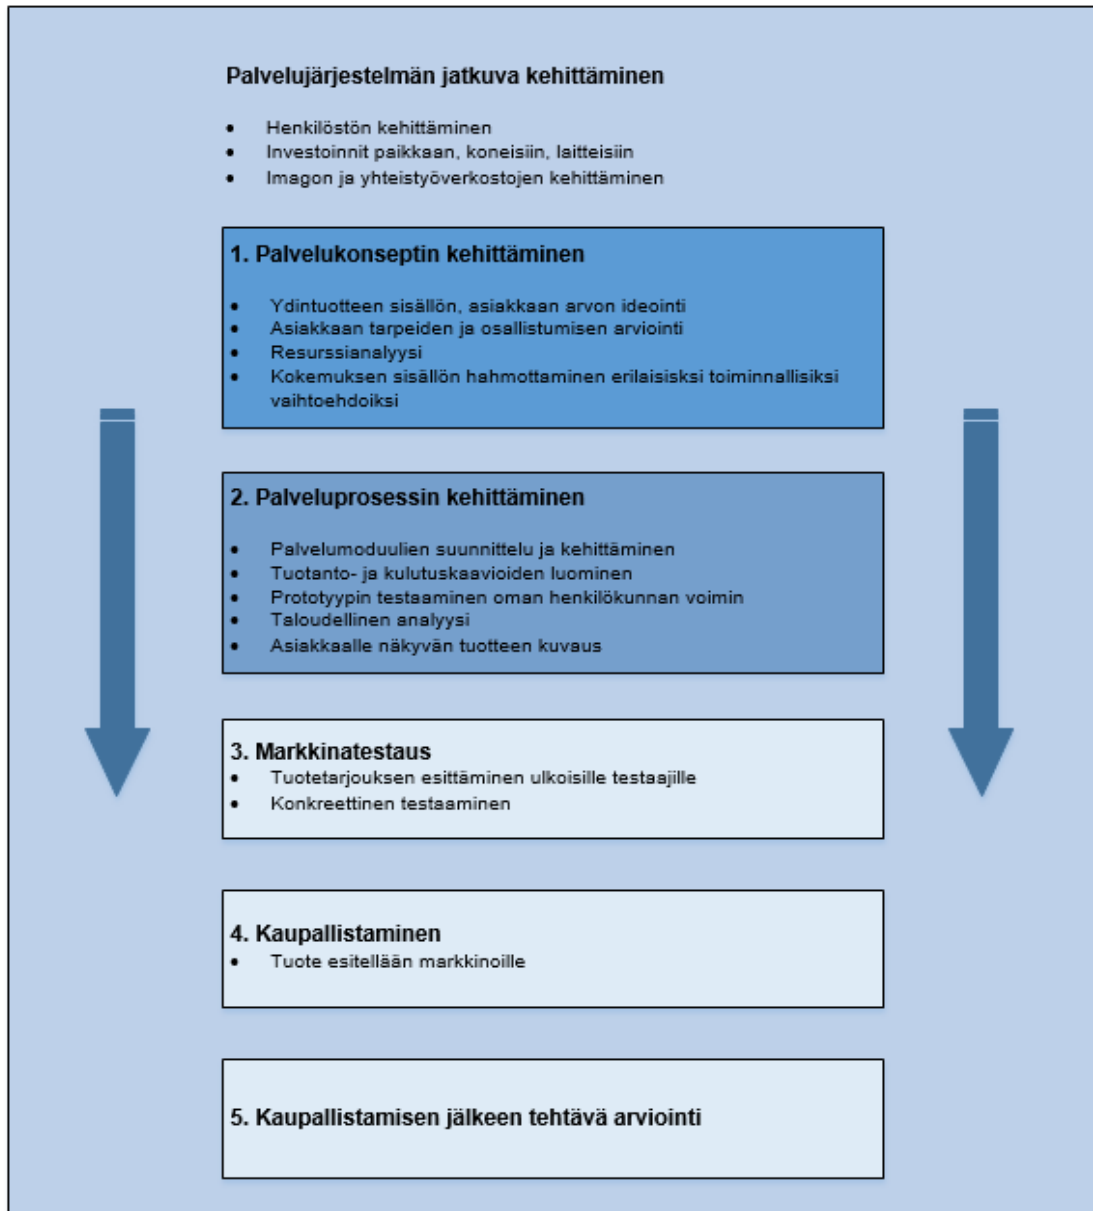 Palvelujärjestelmän jatkuva kehittäminen
• Henkilöstön kehittäminen
• Investoinnit paikkaan, koneisiin, laitteisiin
• Imagon ja yhteistyöverkostojen kehittäminen
1. Palvelukonseptin kehittäminen
• Ydintuotteen sisällön, asiakkaan arvon ideointi
• Asiakkaan tarpeiden ja osallistumisen arviointi
• Resurssianalyysi
• Kokemuksen sisällön hahmottaminen erilaisisksi toiminnallisiksi
vaihtoehdoiksi
2. Palveluprosessin kehittäminen
• Palvelumoduulien suunnittelu ja kehittäminen
• Tuotanto- ja kulutuskaavioiden luominen
• Prototyypin testaaminen oman henkilökunnan voimin
• Taloudellinen analyysi
• Asiakkaalle näkyvän tuotteen kuvaus
3. Markkinatestaus
• Tuotetarjouksen esittäminen ulkoisille testaajille
• Konkreettinen testaaminen
4. Kaupallistaminen
• Tuote esitellään markkinoille
5. Kaupallistamisen jälkeen tehtävä arviointi